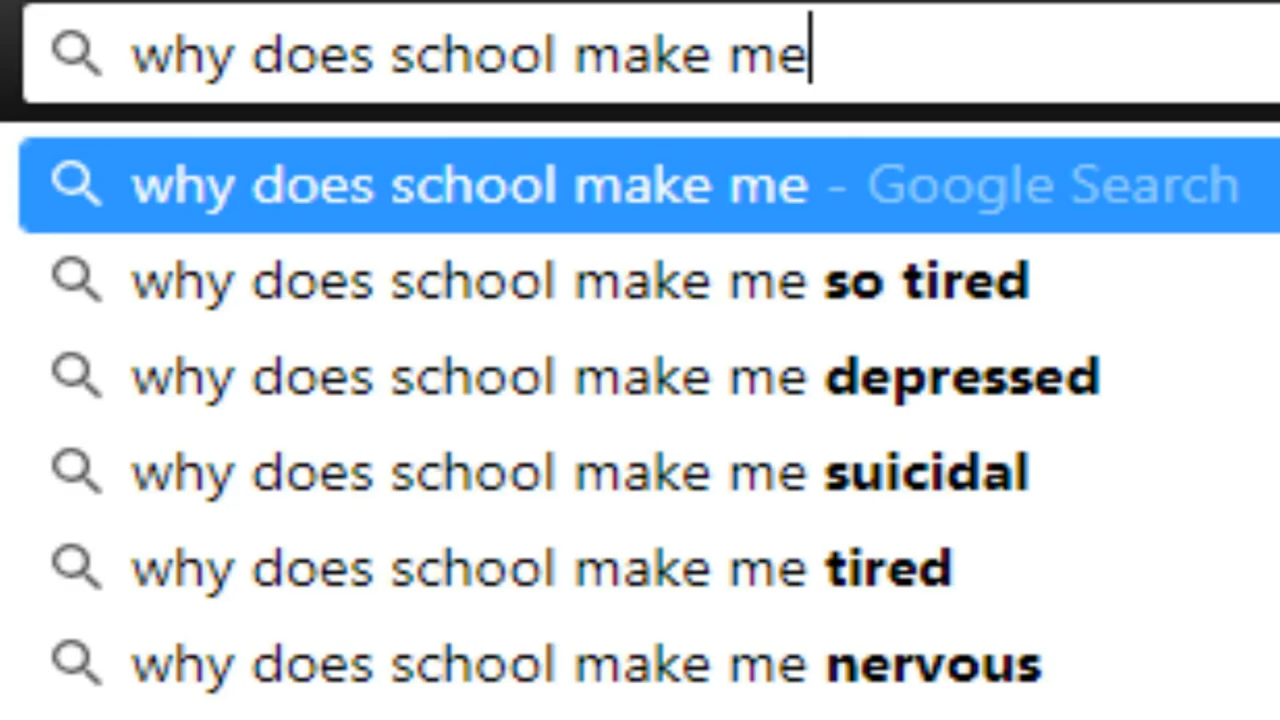 why does school make me
why does school make me - Google Search
why does school make me so tired
why does school make me depressed
why does school make me suicidal
why does school make me tired
why does school make me nervous